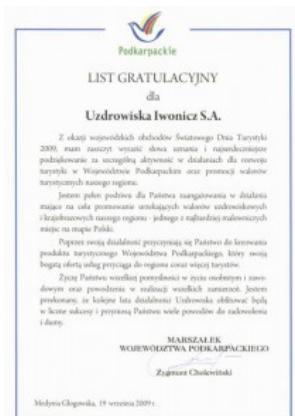 Podkarpackie
LIST GRATULACYJNY
dla
Uzdrowiska Iwonicz S.A.
Z okazji wojewódzkich obchodów Światowego Dnia Turystyki
2009, mam zaszczyt wyrazić słowa uznania i najserdeczniejsze
podziękowanie za szczególną aktywność w działaniach dla rozwoju
turystyki w Województwie Podkarpackim oraz promocji walorów
turystycznych naszego regionu.
Jestem pełen podziwu dla Państwa zaangażowania w działania
mające na celu promowanie urzekających walorów uzdrowiskowych
i krajobrazowych naszego regionu - jednego z najbardziej malowniczych
miejsc na mapie Polski.
Poprzez swoją działalność przyczyniają się Państwo do kreowania
produktu turystycznego Województwa Podkarpackiego, który swoją
bogatą ofertą usług przyciąga do regionu coraz więcej turystów.
Życzę Państwu wszelkiej pomyślności w życiu osobistym i zawo-
dowym oraz powodzenia w realizacji wszelkich zamierzeń. Jestem
przekonany, że kolejne lata działalności Uzdrowiska obfitować będą
w liczne sukcesy i przyniosą Państwu wiele powodów do zadowolenia
i dumy.
MARSZAŁEK
WOJEWÓDZTWA PODKARPACKIEGO
Zygmunt Cholewiński
Medynia Głogowska, 19 września 2009 r.